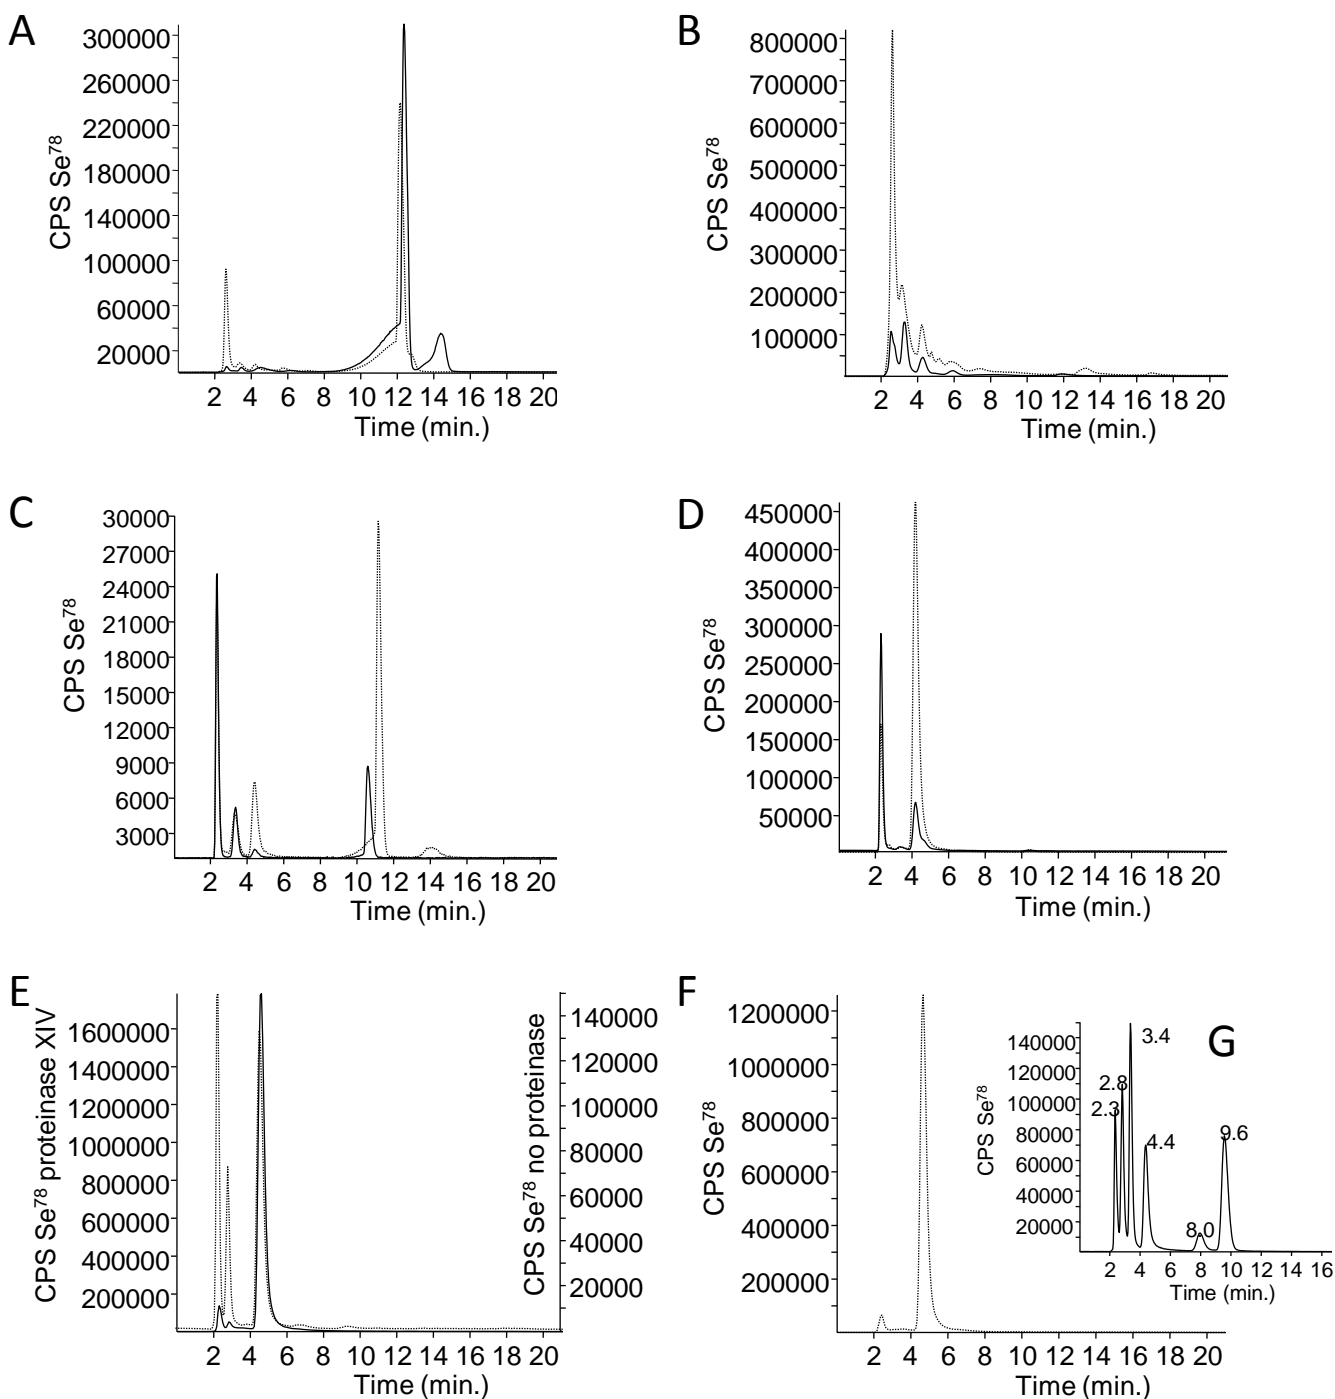 A
300000
260000
220000
180000
140000
100000
60000
20000
CPS Se78
2 4 6 8 10 12 14 16 18 20
Time (min.)
B
800000
700000
600000
500000
400000
300000
200000
100000
CPS Se78
2 4 6 8 10 12 14 16 18 20
Time (min.)
C
30000
27000
24000
21000
18000
15000
12000
9000
6000
3000
CPS Se78
2 4 6 8 10 12 14 16 18 20
Time (min.)
D
450000
400000
350000
300000
250000
200000
150000
100000
50000
CPS Se78
2 4 6 8 10 12 14 16 18 20
Time (min.)
E
1600000
1400000
1200000
1000000
800000
600000
400000
200000
CPS Se78 proteinase XIV
140000
120000
100000
80000
60000
40000
20000
CPS Se78 no proteinase
2 4 6 8 10 12 14 16 18 20
Time (min.)
F
1200000
1000000
800000
600000
400000
200000
CPS Se78
2 4 6 8 10 12 14 16 18 20
Time (min.)
G
140000
120000
100000
80000
60000
40000
20000
CPS Se78
2.3
2.8
3.4
4.4
8.0
9.6
2 4 6 8 10 12 14 16
Time (min.)